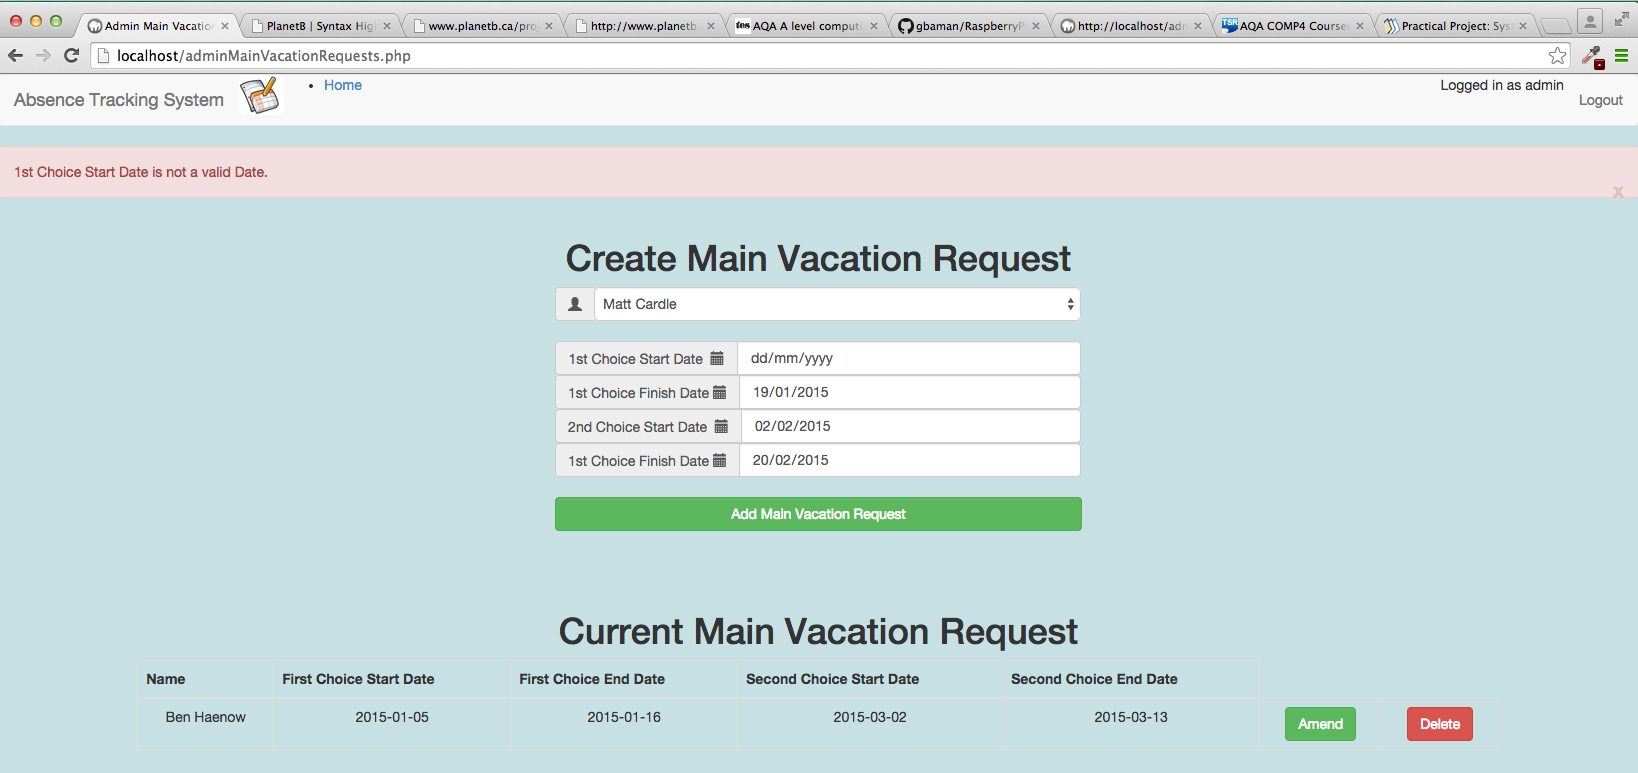 Admin Main Vacation
PlanetB | Syntax High
www.planetb.ca/pro
http://www.planetb.
tes AQA A level comput
gbaman/RaspberryP
http://localhost/adm
TSR AQA COMP4 Coursew
Practical Project: Sys
localhost/adminMainVacationRequests.php
Absence Tracking System
• Home
Logged in as admin
Logout
1st Choice Start Date is not a valid Date.
x
Create Main Vacation Request
Matt Cardle
1st Choice Start Date dd/mm/yyyy
1st Choice Finish Date 19/01/2015
2nd Choice Start Date 02/02/2015
1st Choice Finish Date 20/02/2015
Add Main Vacation Request
Current Main Vacation Request
Name First Choice Start Date First Choice End Date Second Choice Start Date Second Choice End Date
Ben Haenow 2015-01-05 2015-01-16 2015-03-02 2015-03-13 Amend Delete